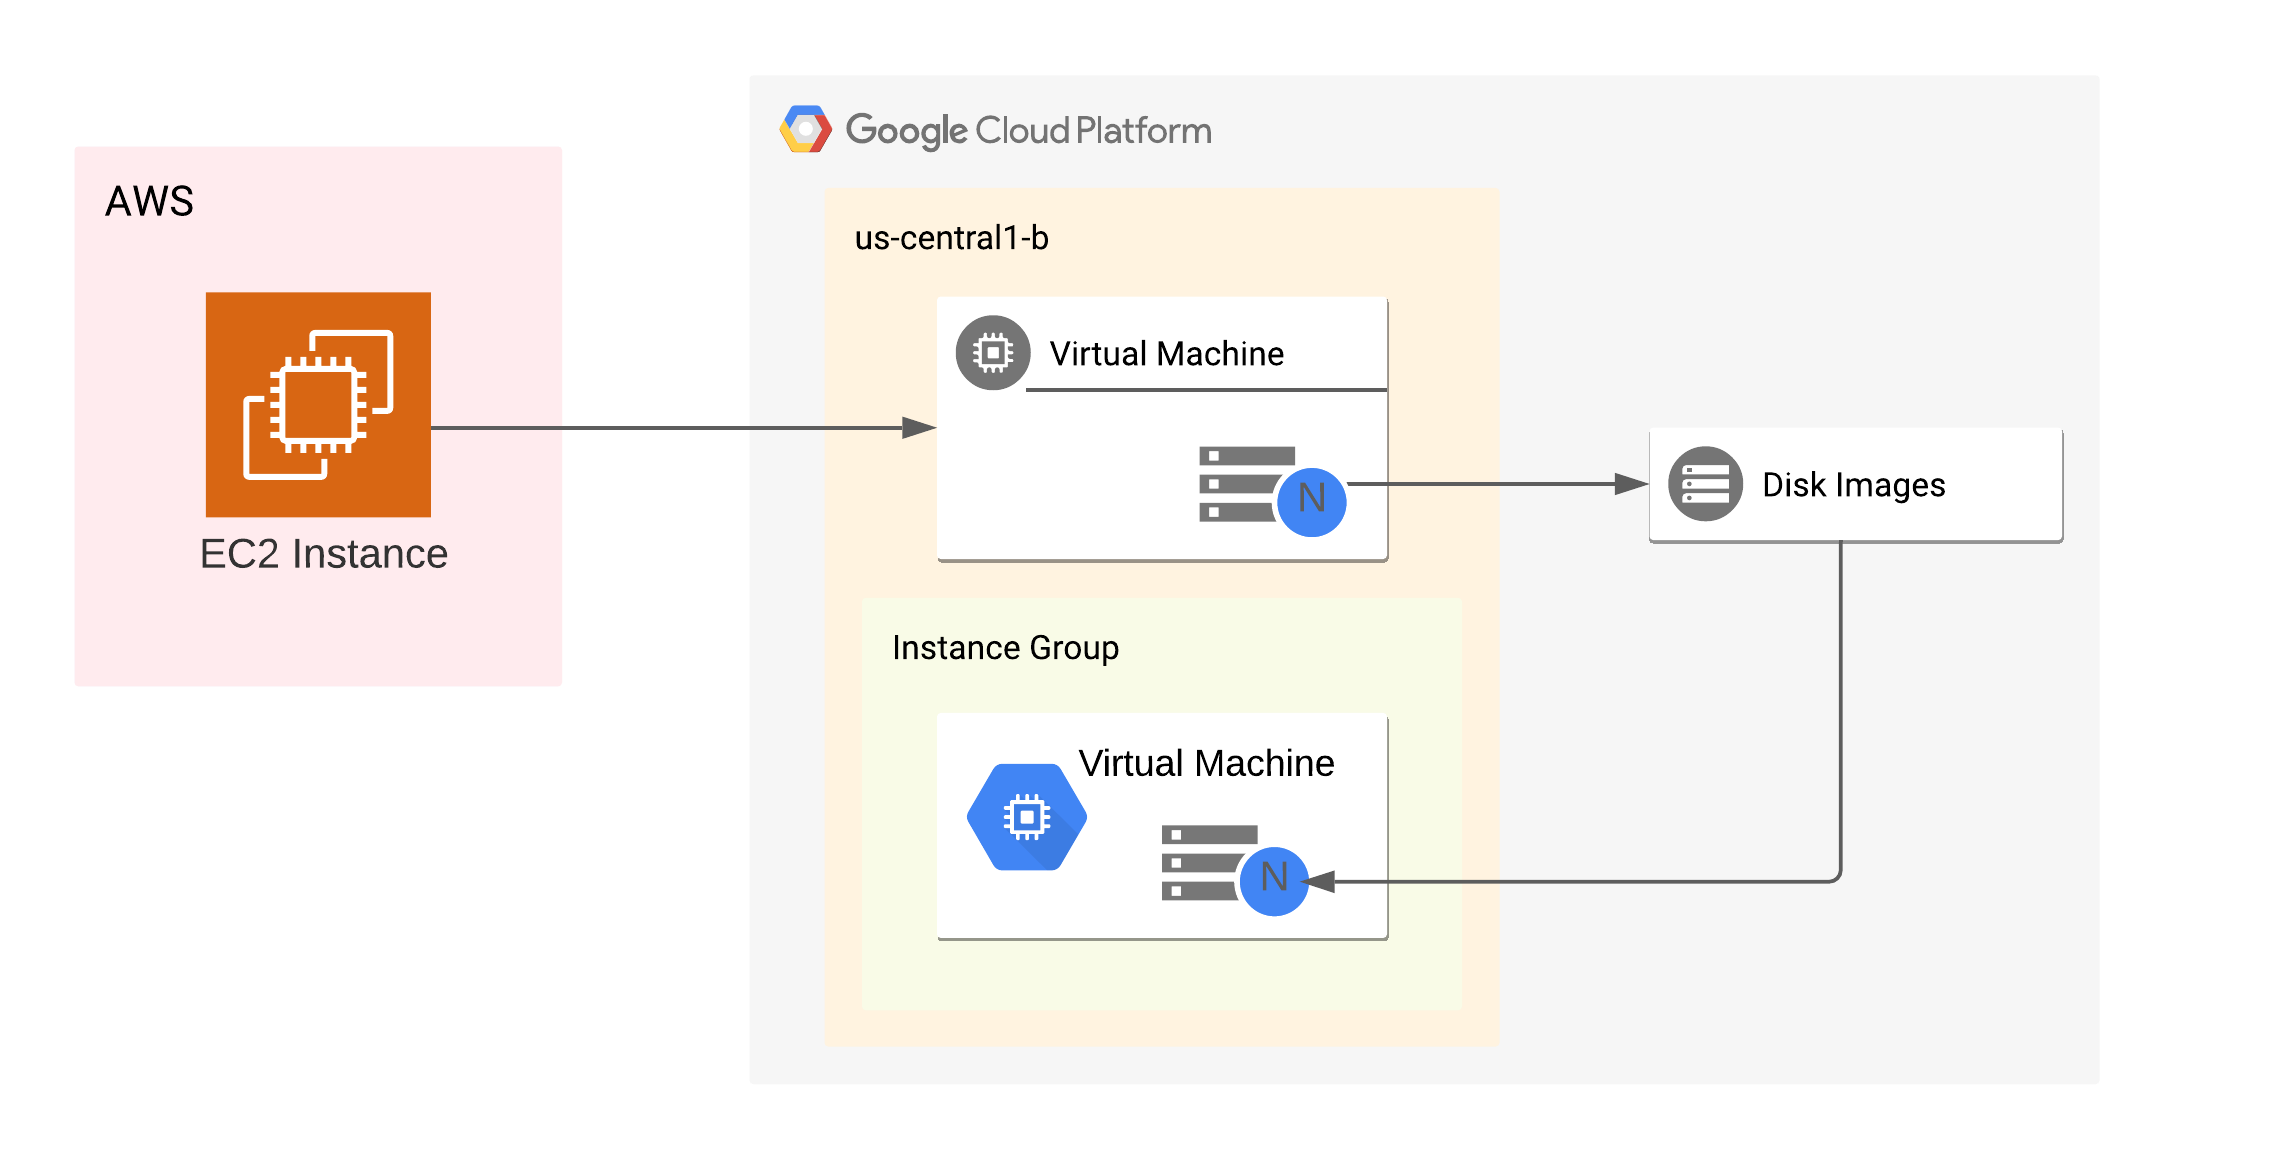 Google Cloud Platform
AWS
us-central1-b
Virtual Machine
N
Disk Images
EC2 Instance
Instance Group
Virtual Machine
N